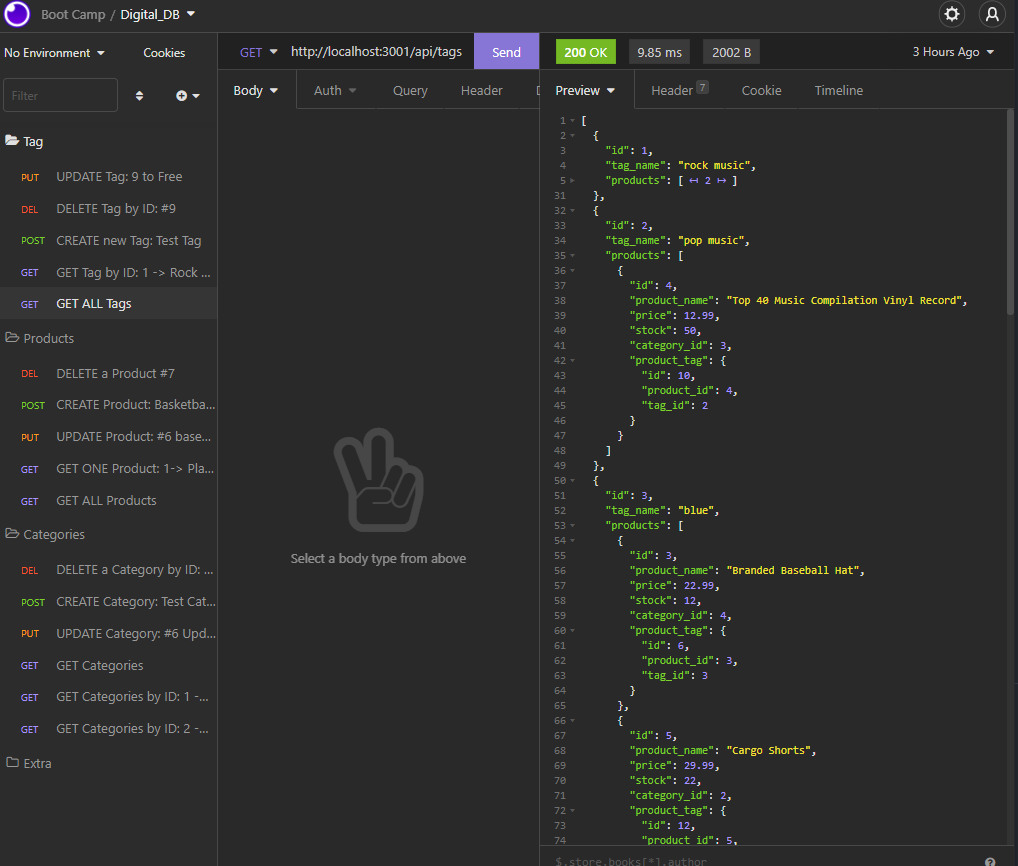 Boot Camp / Digital_DB
No Environment
Cookies
Filter
Tag
PUT UPDATE Tag: 9 to Free
DEL DELETE Tag by ID: #9
POST CREATE new Tag: Test Tag
GET GET Tag by ID: 1 -> Rock ...
GET GET ALL Tags
Products
DEL DELETE a Product #7
POST CREATE Product: Basketba...
PUT UPDATE Product: #6 base...
GET GET ONE Product: 1-> Pla...
GET GET ALL Products
Categories
DEL DELETE a Category by ID: ...
POST CREATE Category: Test Cat...
PUT UPDATE Category: #6 Upd...
GET GET Categories
GET GET Categories by ID: 1 -...
GET GET Categories by ID: 2 -...
Extra
GET http://localhost:3001/api/tags Send
Body Auth Query Header
Select a body type from above
200 OK 9.85 ms 2002 B 3 Hours Ago
Preview Header 7 Cookie Timeline
1 [
2 {
3 "id": 1,
4 "tag_name": "rock music",
5 "products": [ ↤ 2 ↦ ]
31 },
32 {
33 "id": 2,
34 "tag_name": "pop music",
35 "products": [
36 {
37 "id": 4,
38 "product_name": "Top 40 Music Compilation Vinyl Record",
39 "price": 12.99,
40 "stock": 50,
41 "category_id": 3,
42 "product_tag": {
43 "id": 10,
44 "product_id": 4,
45 "tag_id": 2
46 }
47 }
48 ]
49 },
50 {
51 "id": 3,
52 "tag_name": "blue",
53 "products": [
54 {
55 "id": 3,
56 "product_name": "Branded Baseball Hat",
57 "price": 22.99,
58 "stock": 12,
59 "category_id": 4,
60 "product_tag": {
61 "id": 6,
62 "product_id": 3,
63 "tag_id": 3
64 }
65 },
66 {
67 "id": 5,
68 "product_name": "Cargo Shorts",
69 "price": 29.99,
70 "stock": 22,
71 "category_id": 2,
72 "product_tag": {
73 "id": 12,
74 "product_id": 5,
$.store.books[*].author